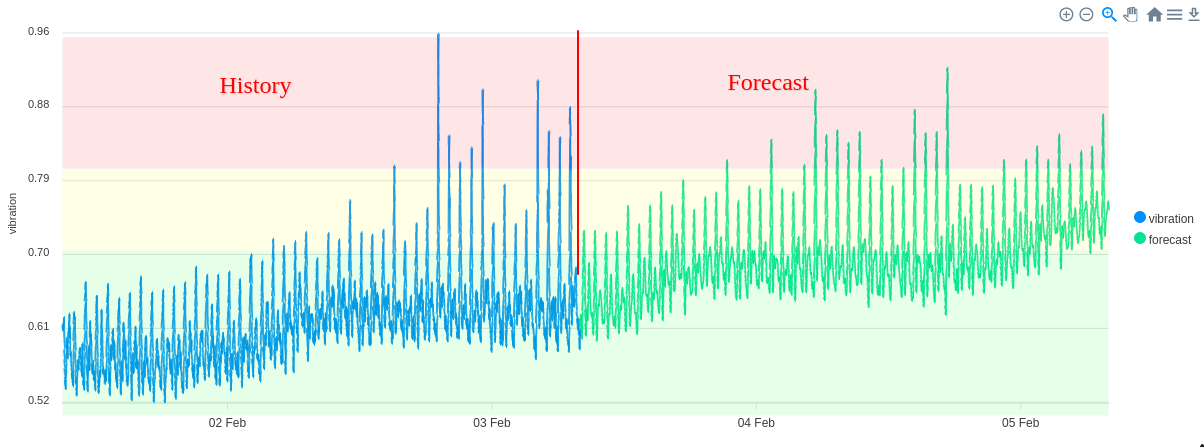 0.96
History
Forecast
0.88
0.79
vibration
vibration
forecast
0.70
0.61
0.52
02 Feb
03 Feb
04 Feb
05 Feb